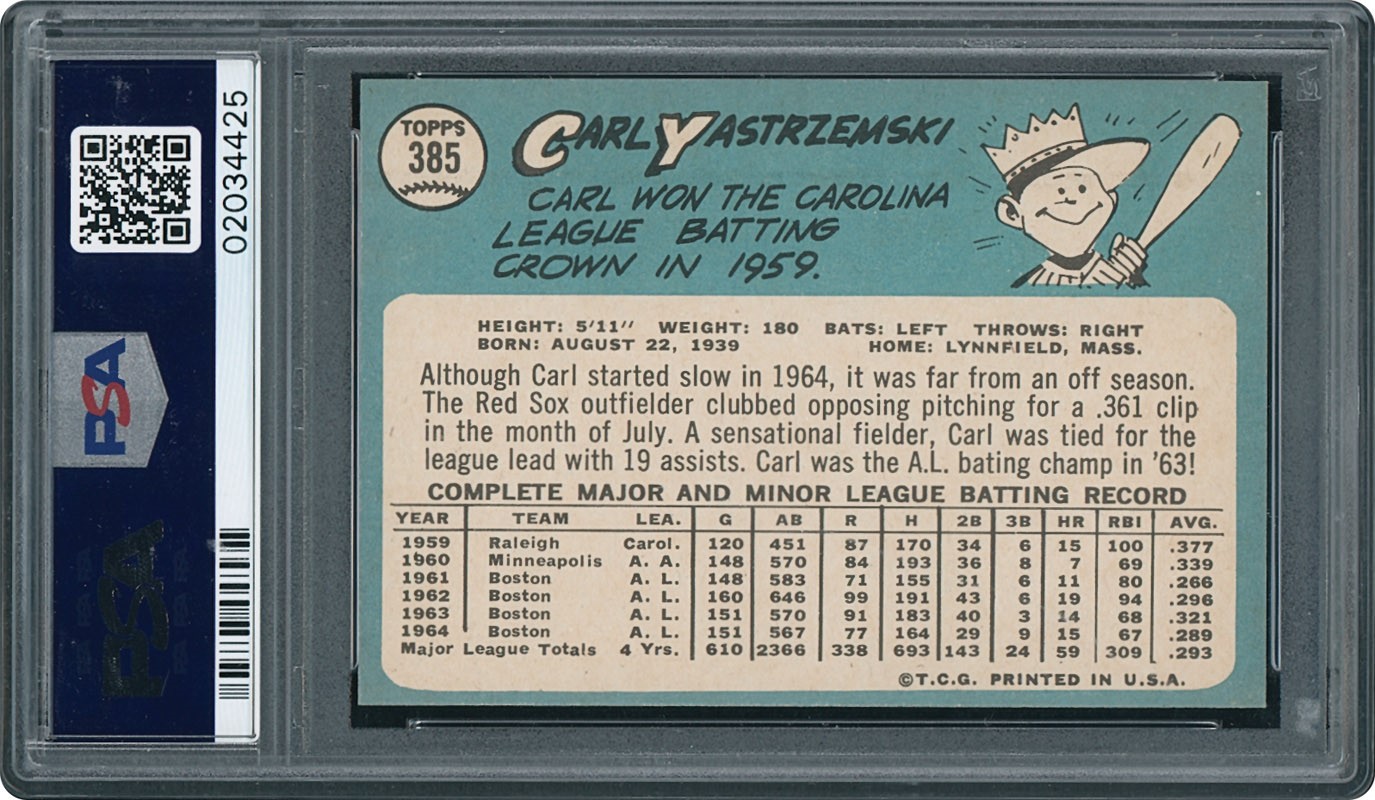 02034425
PSA
PSA
TOPPS
385
CARL YASTRZEMSKI
CARL WON THE CAROLINA
LEAGUE BATTING
CROWN IN 1959.
HEIGHT: 5'11" WEIGHT: 180 BATS: LEFT THROWS: RIGHT
BORN: AUGUST 22, 1939 HOME: LYNNFIELD, MASS.
Although Carl started slow in 1964, it was far from an off season.
The Red Sox outfielder clubbed opposing pitching for a .361 clip
in the month of July. A sensational fielder, Carl was tied for the
league lead with 19 assists. Carl was the A.L. bating champ in '63!
COMPLETE MAJOR AND MINOR LEAGUE BATTING RECORD
YEAR TEAM LEA. G AB R H 2B 3B HR RBI AVG.
1959 Raleigh Carol. 120 451 87 170 34 6 15 100 .377
1960 Minneapolis A. A. 148 570 84 193 36 8 7 69 .339
1961 Boston A. L. 148 583 71 155 31 6 11 80 .266
1962 Boston A. L. 160 646 99 191 43 6 19 94 .296
1963 Boston A. L. 151 570 91 183 40 3 14 68 .321
1964 Boston A. L. 151 567 77 164 29 9 15 67 .289
Major League Totals 4 Yrs. 610 2366 338 693 143 24 59 309 .293
©T.C.G. PRINTED IN U.S.A.